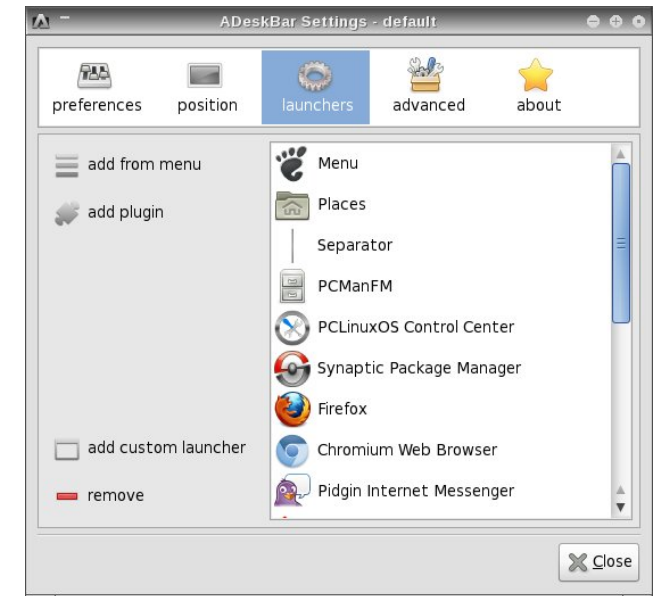 ADeskBar Settings - default
preferences position launchers advanced about
add from menu
add plugin
add custom launcher
remove
Menu
Places
Separator
PCManFM
PCLinuxOS Control Center
Synaptic Package Manager
Firefox
Chromium Web Browser
Pidgin Internet Messenger
Close